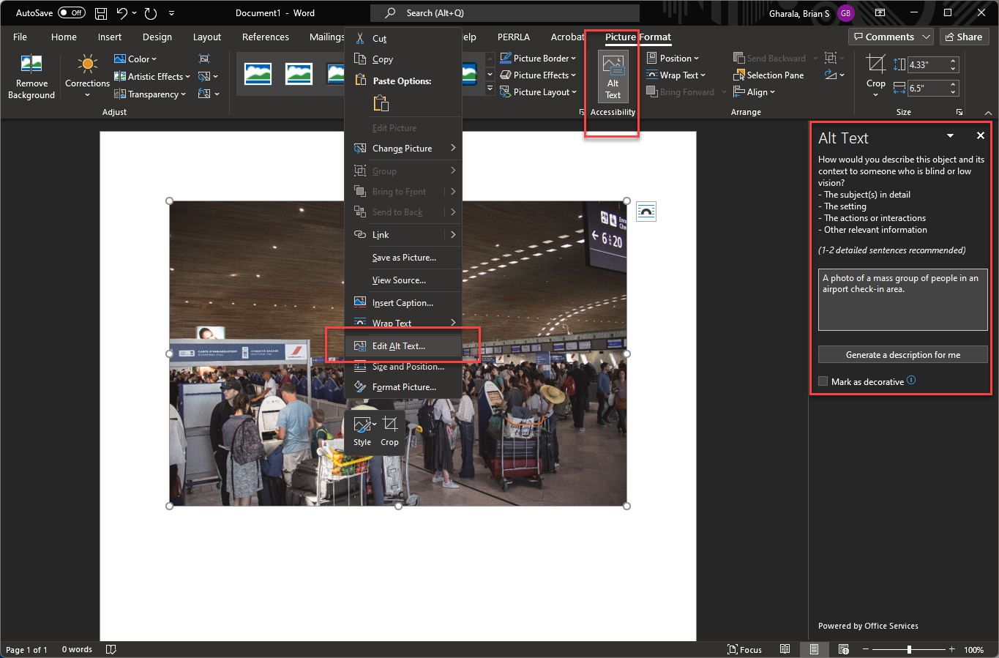 AutoSave Off
Document1 - Word
Search (Alt+Q)
Gharala, Brian S GB
File Home Insert Design Layout References Mailings elp PERRLA Acrobat Picture Format
Comments Share
Remove
Background
Corrections
Color
Artistic Effects
Transparency
Adjust
Picture Border
Picture Effects
Picture Layout
Alt
Text
Accessibility
Position
Wrap Text
Bring Forward
Send Backward
Selection Pane
Align
Arrange
Crop
4.33"
6.5"
Size
Cut
Copy
Paste Options:
Edit Picture
Change Picture
Group
Bring to Front
Send to Back
Link
Save as Picture...
View Source...
Insert Caption...
Wrap Text
Edit Alt Text...
Size and Position...
Format Picture...
Style Crop
6 20
CARTE D'EMBARQUEMENT
Alt Text
How would you describe this object and its
context to someone who is blind or low
vision?
- The subject(s) in detail
- The setting
- The actions or interactions
- Other relevant information
(1-2 detailed sentences recommended)
A photo of a mass group of people in an
airport check-in area.
Generate a description for me
Mark as decorative
Powered by Office Services
Page 1 of 1 0 words
Focus
100%